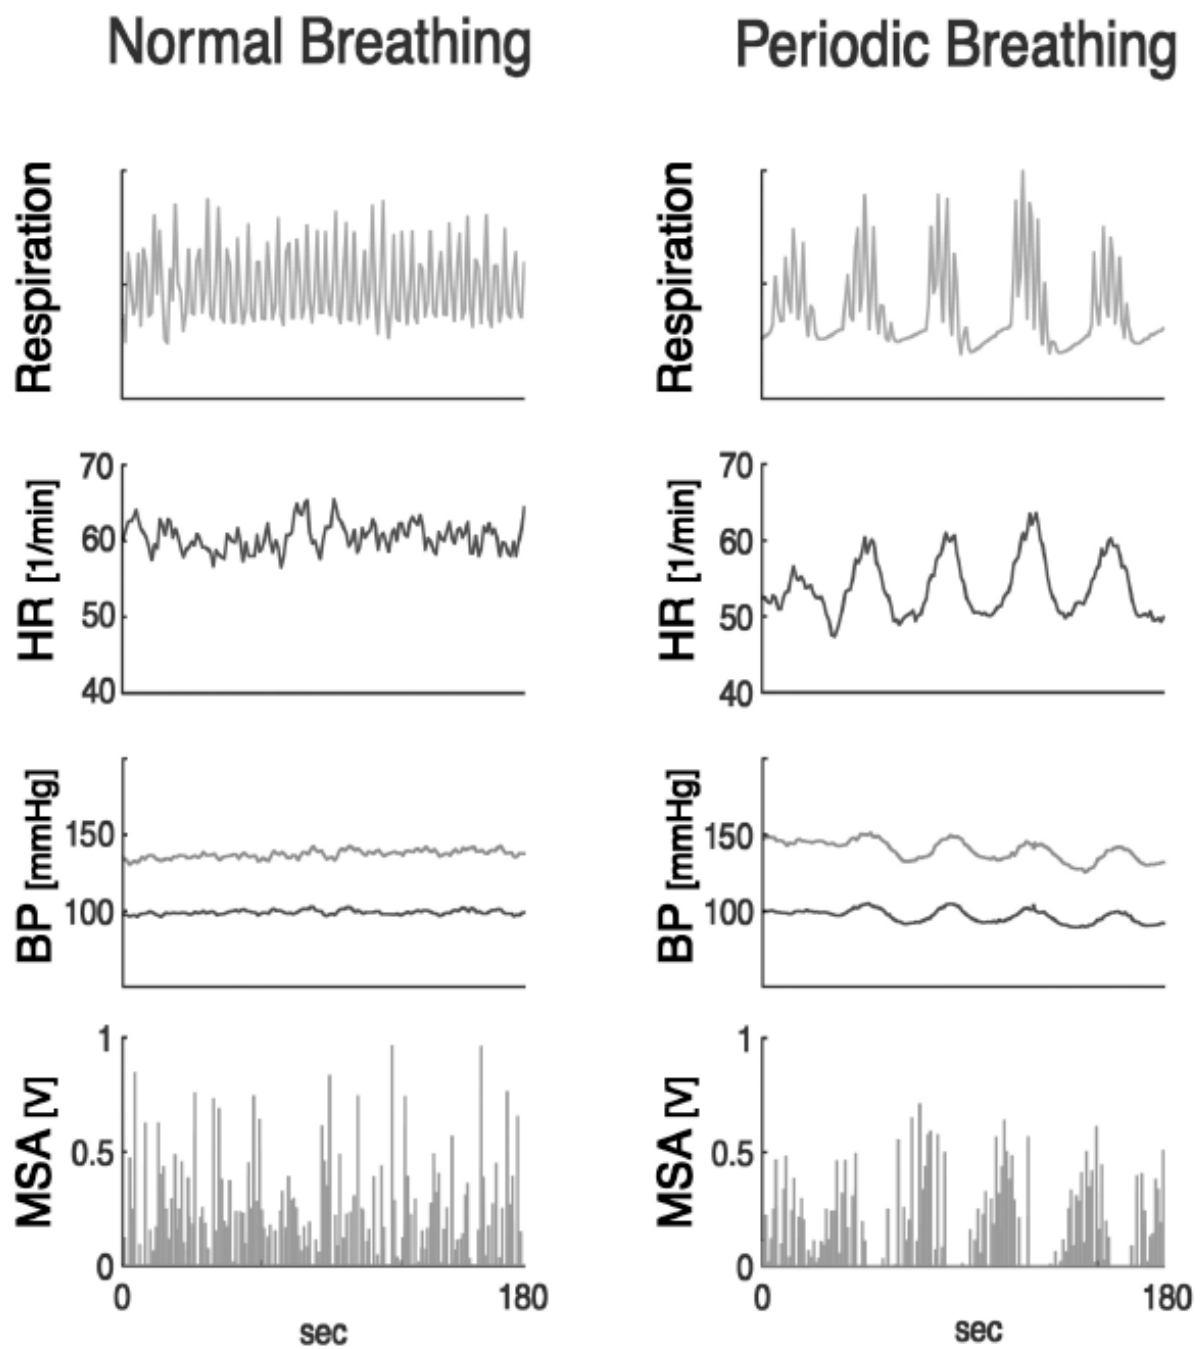 Normal Breathing
Periodic Breathing
Respiration
Respiration
HR [1/min]
70
60
50
40
HR [1/min]
70
60
50
40
BP [mmHg]
150
100
BP [mmHg]
150
100
MSA [V]
1
0.5
0
MSA [V]
1
0.5
0
0
180
sec
0
180
sec